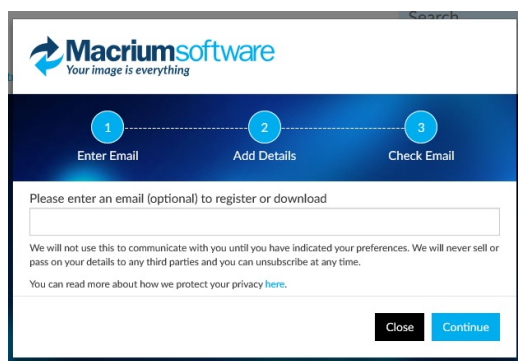 Search
Macriumsoftware
Your image is everything
1 2 3
Enter Email Add Details Check Email
Please enter an email (optional) to register or download
We will not use this to communicate with you until you have indicated your preferences. We will never sell or
pass on your details to any third parties and you can unsubscribe at any time.
You can read more about how we protect your privacy here.
Close Continue